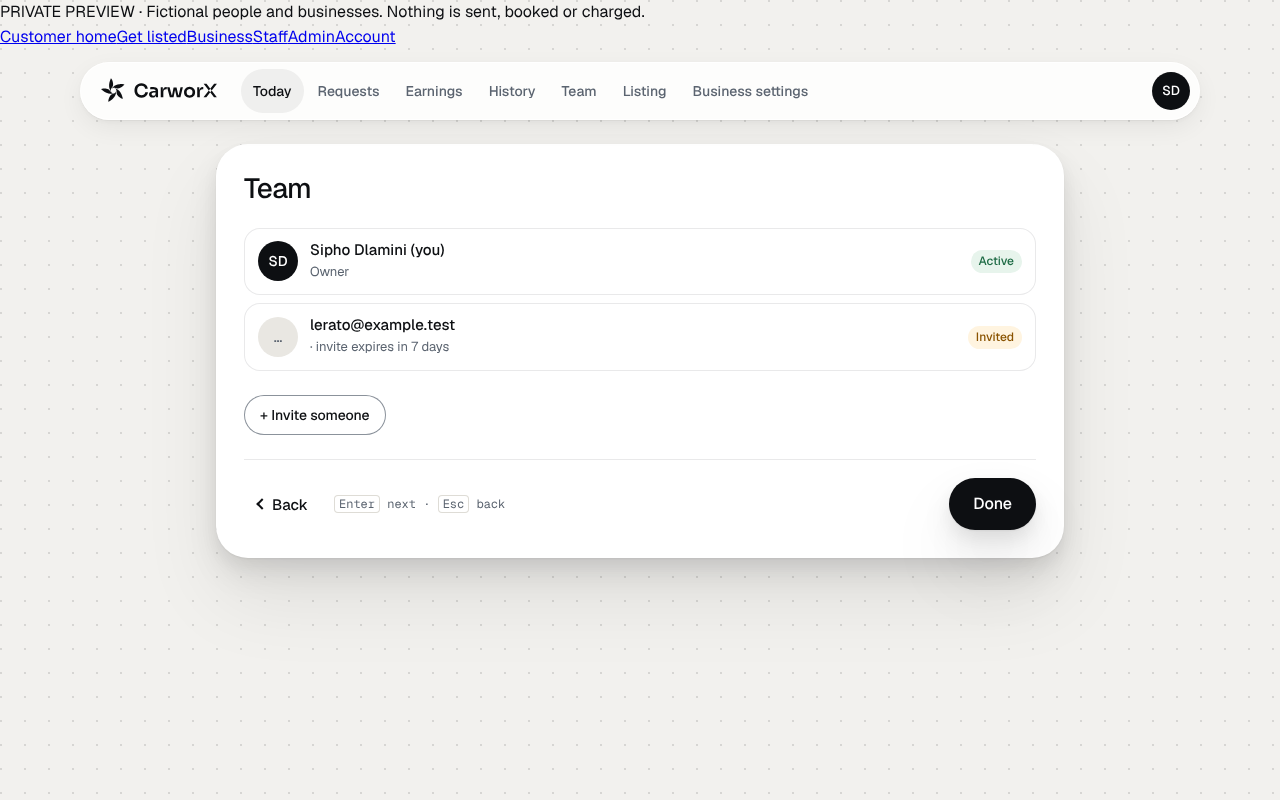 PRIVATE PREVIEW · Fictional people and businesses. Nothing is sent, booked or charged.
Customer homeGet listedBusinessStaffAdminAccount
CarworX Today Requests Earnings History Team Listing Business settings SD
Team
SD Sipho Dlamini (you)
Owner
Active
... lerato@example.test
· invite expires in 7 days
Invited
+ Invite someone
Back Enter next · Esc back Done